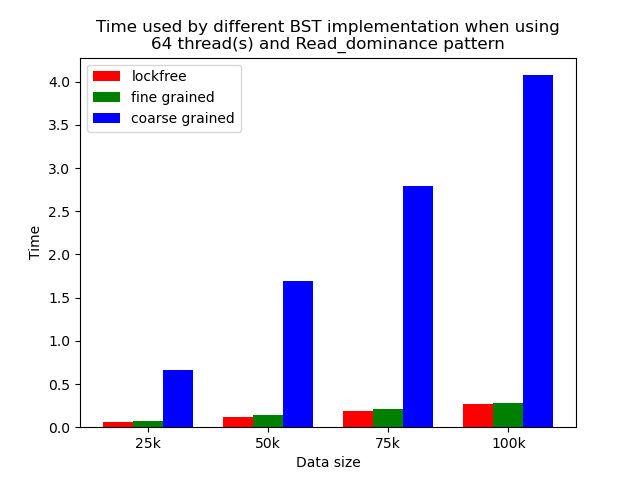 Time used by different BST implementation when using
64 thread(s) and Read_dominance pattern
lockfree
fine grained
coarse grained
4.0
3.5
3.0
2.5
2.0
1.5
1.0
0.5
0.0
Time
25k 50k 75k 100k
Data size